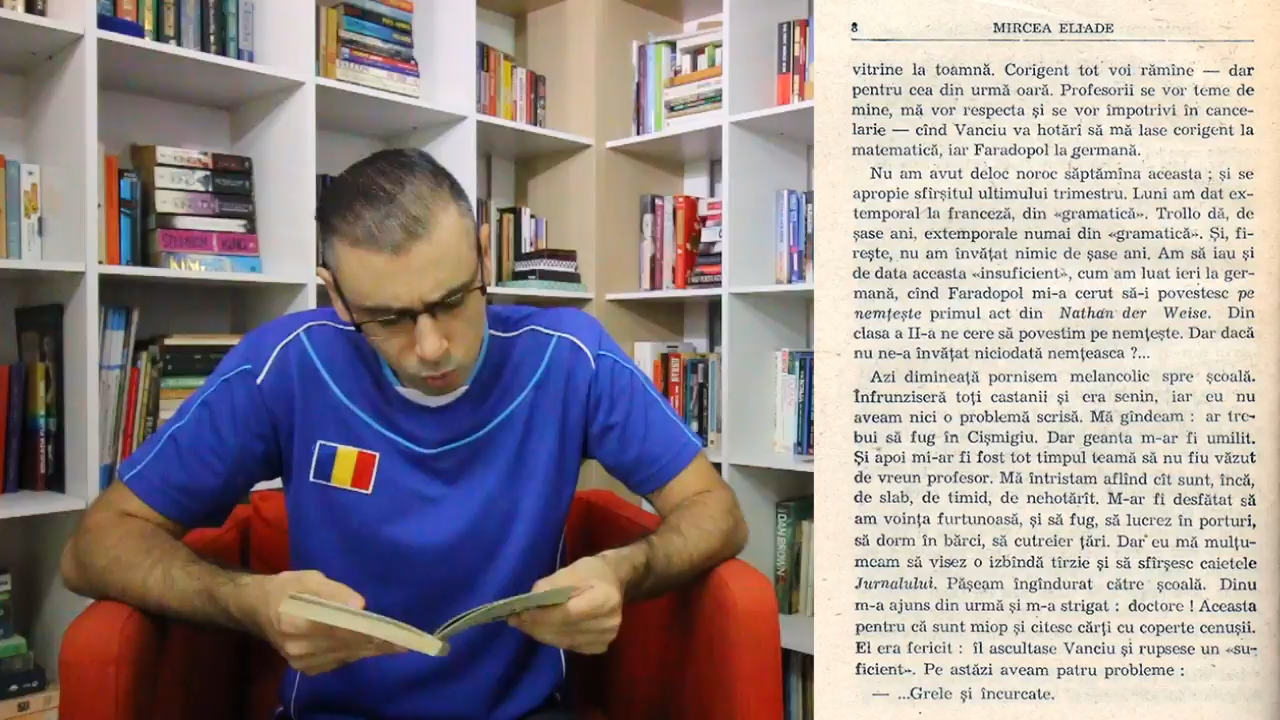 8 MIRCEA ELIADE
vitrine la toamnă. Corigent tot voi rămîne — dar
pentru cea din urmă oară. Profesorii se vor teme de
mine, mă vor respecta și se vor împotrivi în cance-
larie — cînd Vanciu va hotărî să mă lase corigent la
matematică, iar Faradopol la germană.
Nu am avut deloc noroc săptămîna aceasta ; și se
apropie sfîrșitul ultimului trimestru. Luni am dat ex-
temporal la franceză, din «gramatică». Trollo dă, de
șase ani, extemporale numai din «gramatică». Și, fi-
rește, nu am învățat nimic de șase ani. Am să iau și
de data aceasta «insuficient», cum am luat ieri la ger-
mană, cînd Faradopol mi-a cerut să-i povestesc pe
nemțește primul act din Nathan der Weise. Din
clasa a II-a ne cere să povestim pe nemțește. Dar dacă
nu ne-a învățat niciodată nemțeasca ?...
Azi dimineață pornisem melancolic spre școală.
Înfrunziseră toți castanii și era senin, iar eu nu
aveam nici o problemă scrisă. Mă gîndeam : ar tre-
bui să fug în Cișmigiu. Dar geanta m-ar fi umilit.
Și apoi mi-ar fi fost tot timpul teamă să nu fiu văzut
de vreun profesor. Mă întristam aflînd cît sunt, încă,
de slab, de timid, de nehotărît. M-ar fi desfătat să
am voința furtunoasă, și să fug, să lucrez în porturi,
să dorm în bărci, să cutreier țări. Dar eu mă mulțu-
meam să visez o izbîndă tîrzie și să sfîrșesc caietele
Jurnalului. Pășeam îngîndurat către școală. Dinu
m-a ajuns din urmă și m-a strigat : doctore ! Aceasta
pentru că sunt miop și citesc cărți cu coperte cenușii.
El era fericit : îl ascultase Vanciu și rupsese un «su-
ficient». Pe astăzi aveam patru probleme :
— ...Grele și încurcate.
DAN BROWN